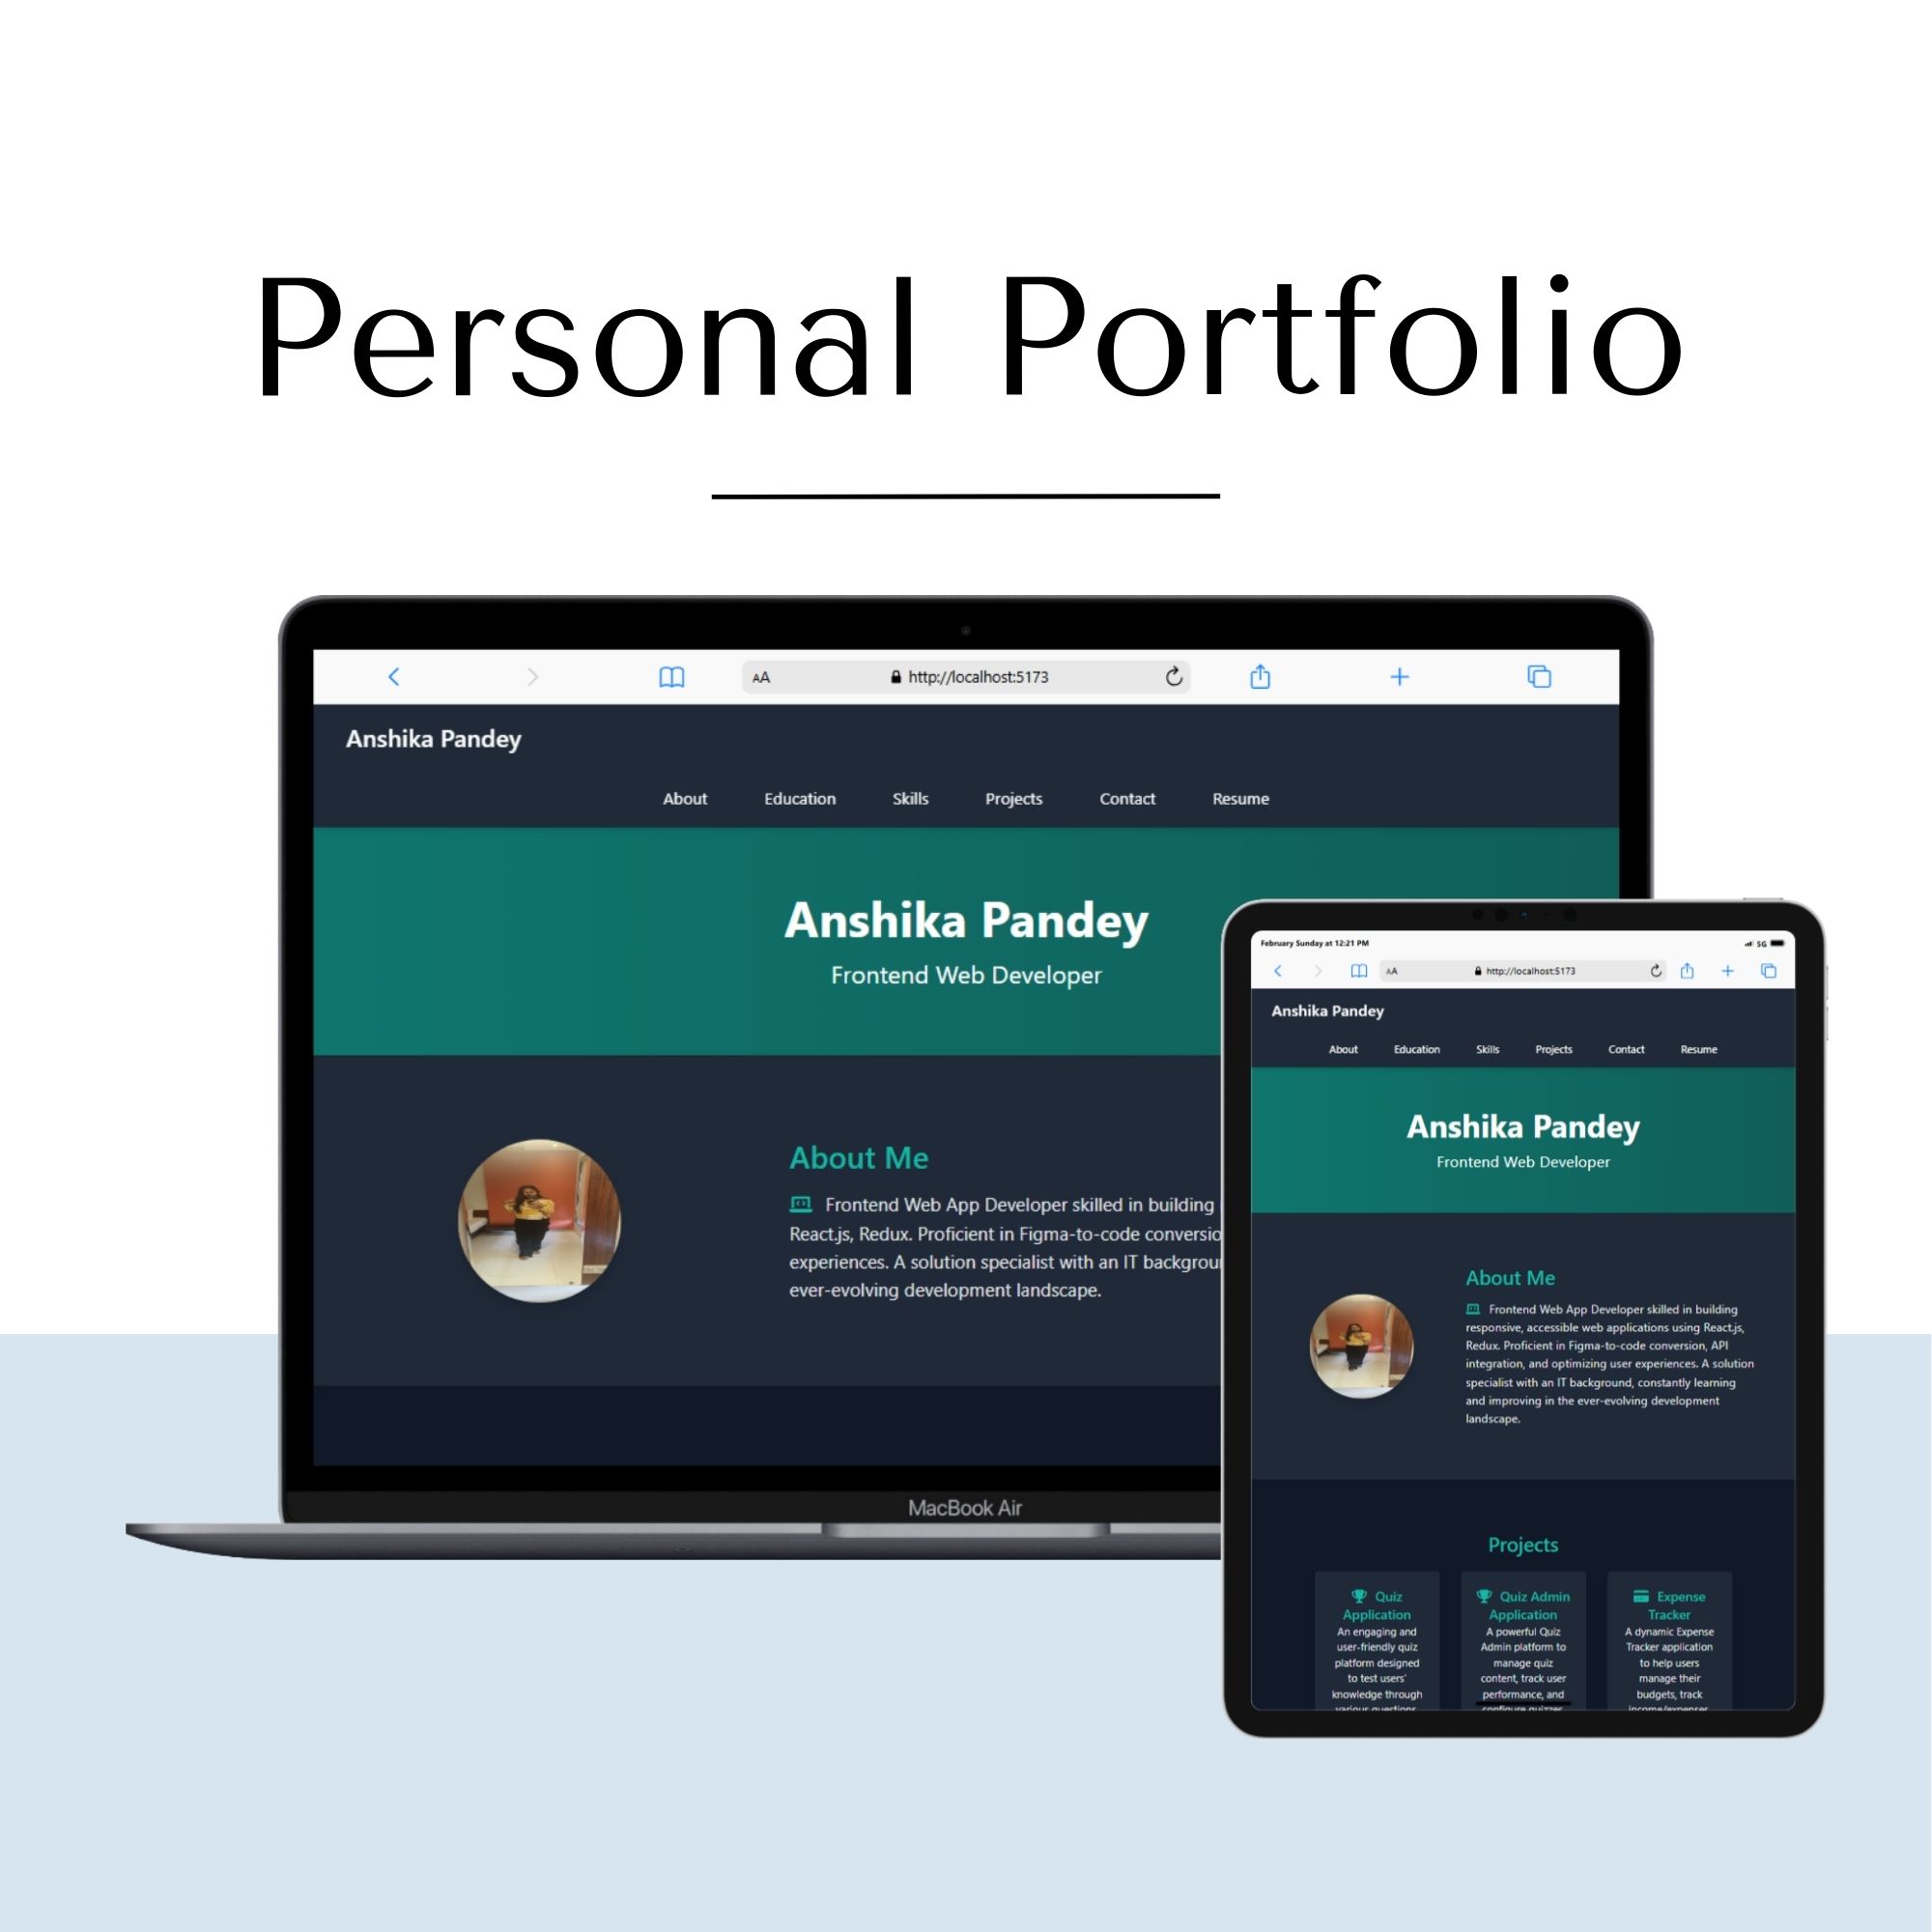 Personal Portfolio
AA http://localhost:5173
Anshika Pandey
About Education Skills Projects Contact Resume
Anshika Pandey
Frontend Web Developer
About Me
Frontend Web App Developer skilled in building
React.js, Redux. Proficient in Figma-to-code
experiences. A solution specialist with an IT
ever-evolving development landscape.
MacBook Air
February Sunday at 12:21 PM 5G
AA http://localhost:5173
Anshika Pandey
About Education Skills Projects Contact Resume
Anshika Pandey
Frontend Web Developer
About Me
Frontend Web App Developer skilled in building
responsive, accessible web applications using React.js,
Redux. Proficient in Figma-to-code conversion, API
integration, and optimizing user experiences. A solution
specialist with an IT background, constantly learning
and improving in the ever-evolving development
landscape.
Projects
Quiz
Application
An engaging and
user-friendly quiz
platform designed
to test users'
knowledge through
various questions
Quiz Admin
Application
A powerful Quiz
Admin platform to
manage quiz
content, track user
performance, and
configure quizzes
Expense
Tracker
A dynamic Expense
Tracker application
to help users
manage their
budgets, track
income/expenses